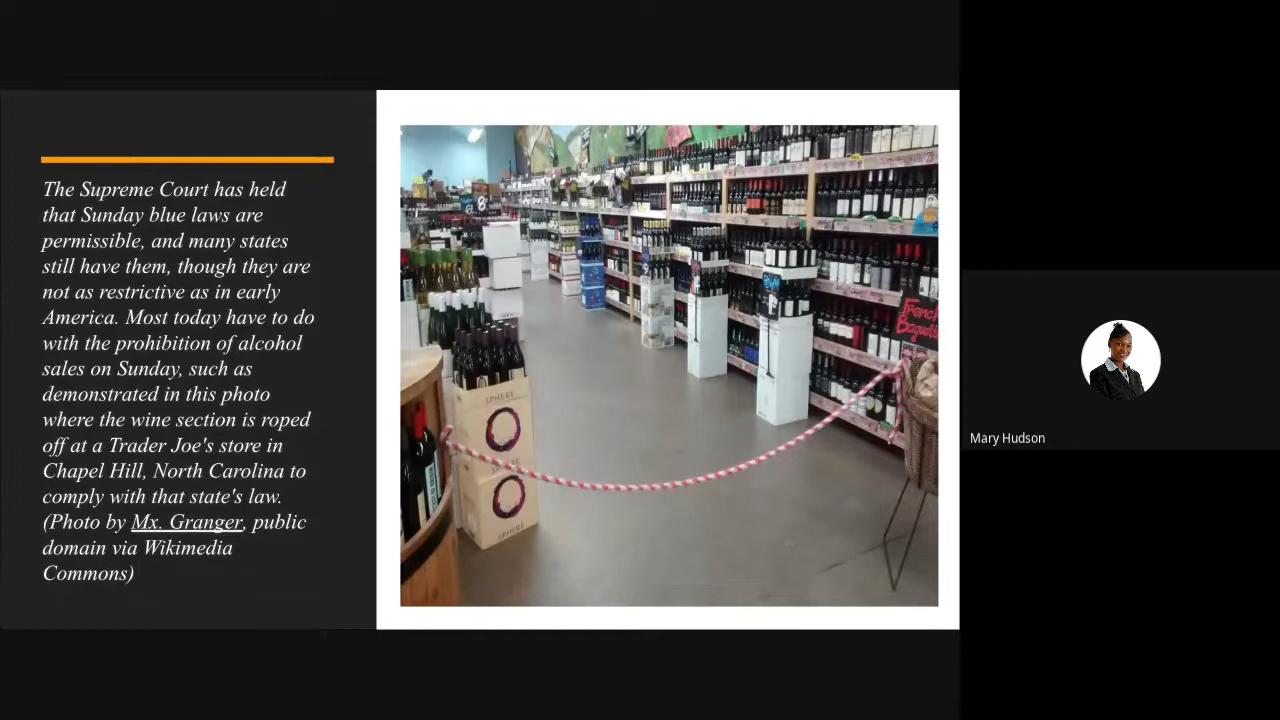 The Supreme Court has held
that Sunday blue laws are
permissible, and many states
still have them, though they are
not as restrictive as in early
America. Most today have to do
with the prohibition of alcohol
sales on Sunday, such as
demonstrated in this photo
where the wine section is roped
off at a Trader Joe's store in
Chapel Hill, North Carolina to
comply with that state's law.
(Photo by Mx. Granger, public
domain via Wikimedia
Commons)
French
Baguette
SPHERE
SPHERE
SPHERE
Mary Hudson